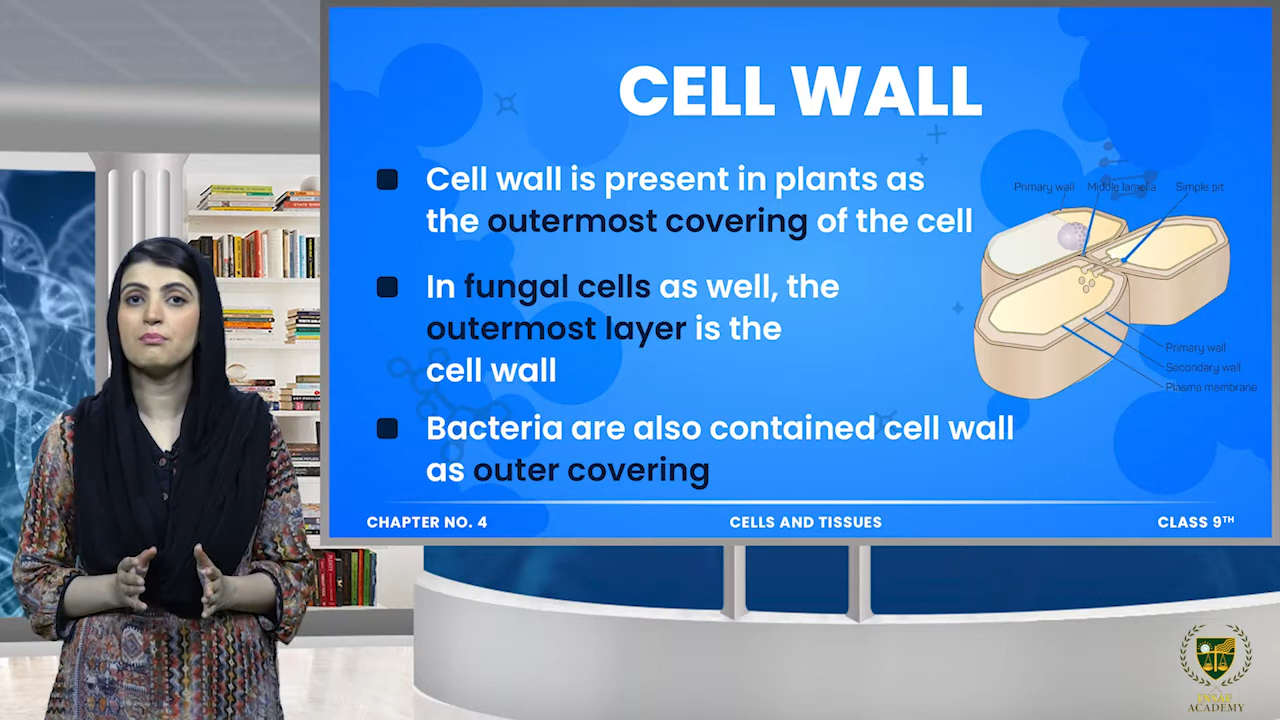 CELL WALL
Cell wall is present in plants as
the outermost covering of the cell
In fungal cells as well, the
outermost layer is the
cell wall
Bacteria are also contained cell wall
as outer covering
Primary wall
Middle lamella
Simple pit
Primary wall
Secondary wall
Plasma membrane
CHAPTER NO. 4
CELLS AND TISSUES
CLASS 9TH
ACADEMY